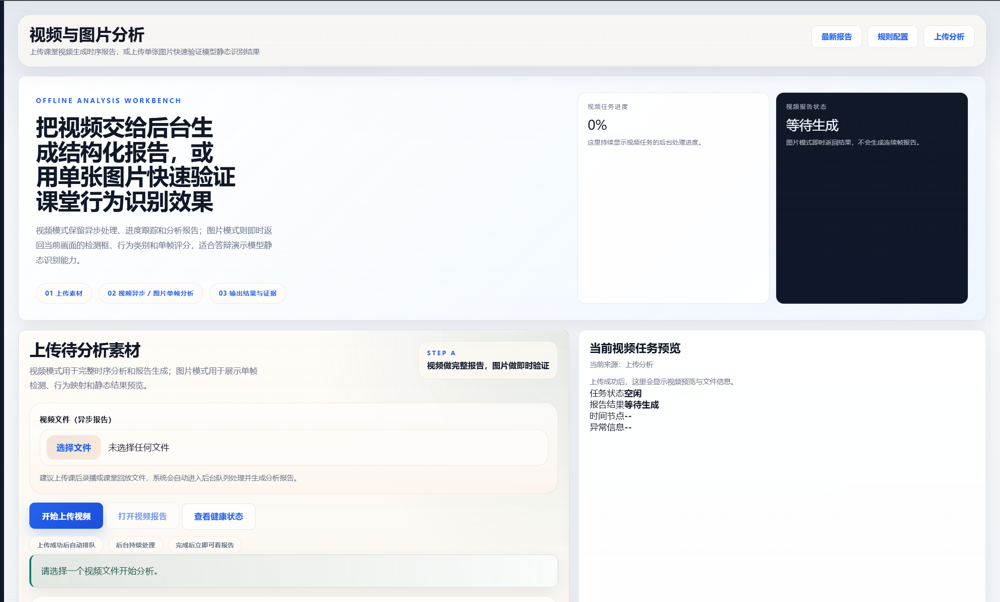 视频与图片分析
上传课堂视频生成时序报告，或上传单张图片快速验证模型静态识别结果
最新报告
规则配置
上传分析
OFFLINE ANALYSIS WORKBENCH
把视频交给后台生
成结构化报告，或
用单张图片快速验证
课堂行为识别效果
视频模式保留异步处理、进度跟踪和分析报告；图片模式则即时返
回当前画面的检测框、行为类别和单帧评分，适合答辩演示模型静
态识别能力。
01 上传素材
02 视频异步 / 图片单帧分析
03 输出结果与证据
视频任务进度
0%
这里持续显示视频任务的后台处理进度。
视频报告状态
等待生成
图片模式即时返回结果，不会生成连续帧报告。
上传待分析素材
视频模式用于完整时序分析和报告生成；图片模式用于展示单帧
检测、行为映射和静态结果预览。
STEP A
视频做完整报告，图片做即时验证
视频文件（异步报告）
选择文件 未选择任何文件
建议上传课后录播或课堂回放文件，系统会自动进入后台队列处理并生成分析报告。
开始上传视频
打开视频报告
查看健康状态
上传成功后自动排队
后台持续处理
完成后立即可看报告
请选择一个视频文件开始分析。
当前视频任务预览
当前来源：上传分析
上传成功后，这里会显示视频预览与文件信息。
任务状态空闲
报告结果等待生成
时间节点--
异常信息--